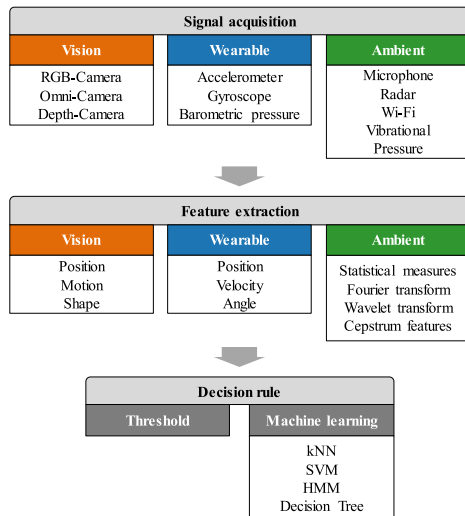 Signal acquisition
Vision
RGB-Camera
Omni-Camera
Depth-Camera
Wearable
Accelerometer
Gyroscope
Barometric pressure
Ambient
Microphone
Radar
Wi-Fi
Vibrational
Pressure
Feature extraction
Vision
Position
Motion
Shape
Wearable
Position
Velocity
Angle
Ambient
Statistical measures
Fourier transform
Wavelet transform
Cepstrum features
Decision rule
Threshold
Machine learning
kNN
SVM
HMM
Decision Tree